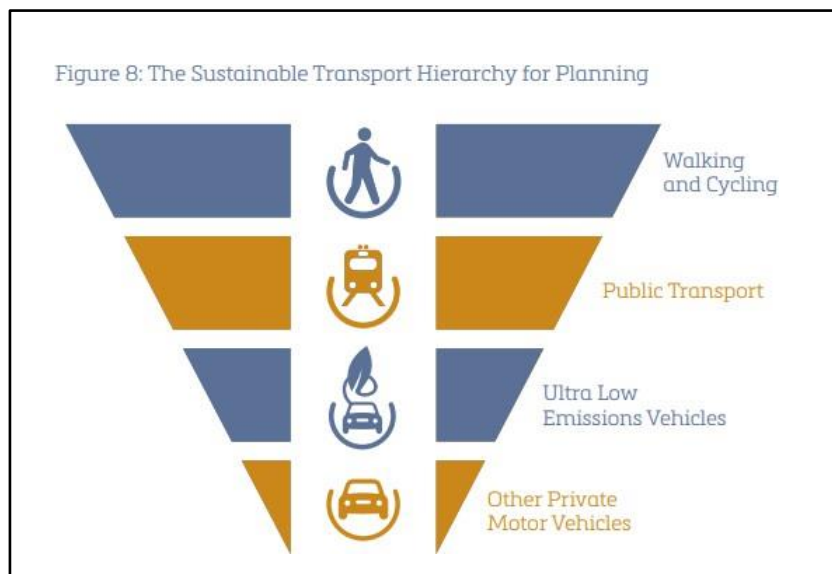 Figure 8: The Sustainable Transport Hierarchy for Planning
Walking
and Cycling
Public Transport
Ultra Low
Emissions Vehicles
Other Private
Motor Vehicles